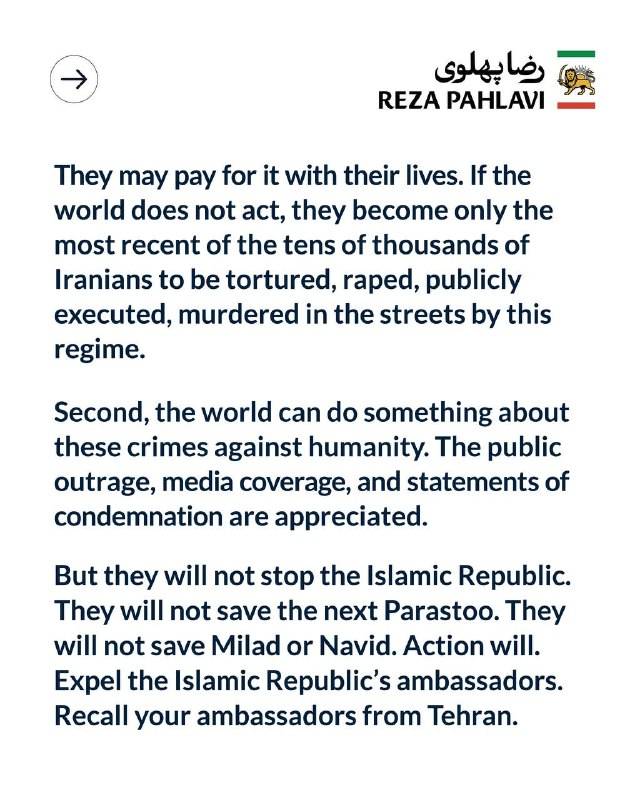 رضا پهلوی
REZA PAHLAVI
They may pay for it with their lives. If the
world does not act, they become only the
most recent of the tens of thousands of
Iranians to be tortured, raped, publicly
executed, murdered in the streets by this
regime.
Second, the world can do something about
these crimes against humanity. The public
outrage, media coverage, and statements of
condemnation are appreciated.
But they will not stop the Islamic Republic.
They will not save the next Parastoo. They
will not save Milad or Navid. Action will.
Expel the Islamic Republic’s ambassadors.
Recall your ambassadors from Tehran.